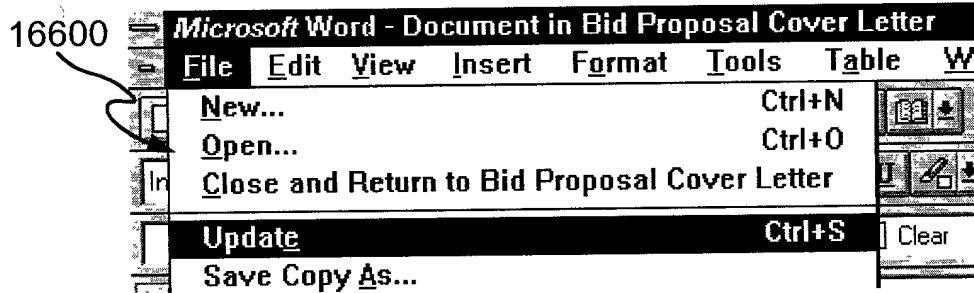 16600
Microsoft Word - Document in Bid Proposal Cover Letter
File Edit View Insert Format Tools Table W
New... Ctrl+N
Open... Ctrl+O
In
Close and Return to Bid Proposal Cover Letter U
Update Ctrl+S Clear
Save Copy As...